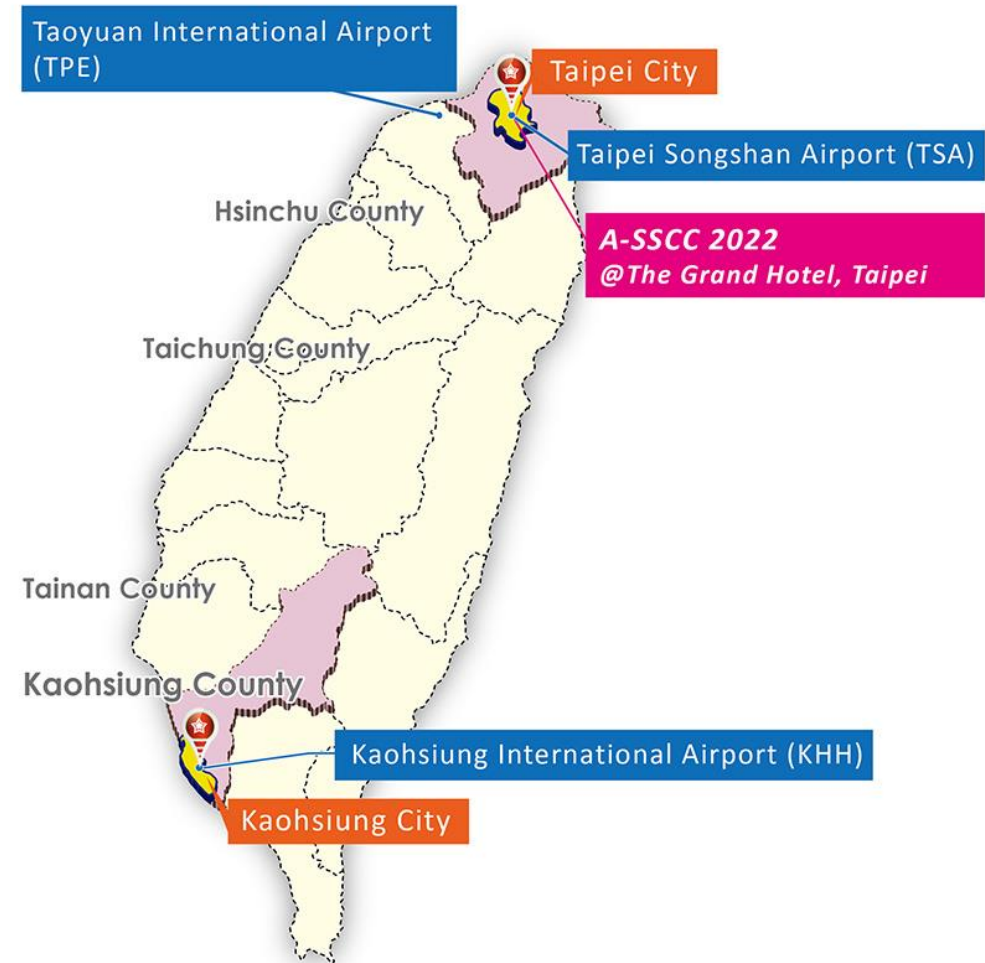 Taoyuan International Airport
(TPE)
Taipei City
Taipei Songshan Airport (TSA)
Hsinchu County
A-SSCC 2022
@The Grand Hotel, Taipei
Taichung County
Tainan County
Kaohsiung County
Kaohsiung International Airport (KHH)
Kaohsiung City